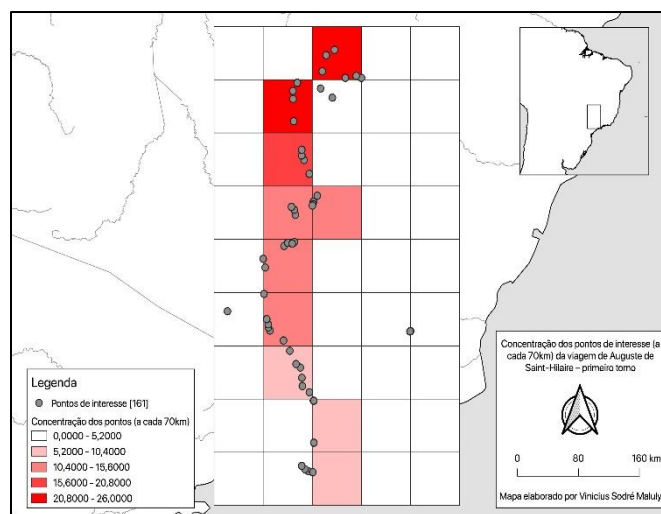 Legenda
Pontos de interesse [161]
Concentração dos pontos (a cada 70km)
0,0000 - 5,2000
5,2000 - 10,4000
10,4000 - 15,6000
15,6000 - 20,8000
20,8000 - 26,0000
Concentração dos pontos de interesse (a
cada 70km) da viagem de Auguste de
Saint-Hilaire – primeiro tomo
0 80 160 km
Mapa elaborado por Vinicius Sodré Maluly